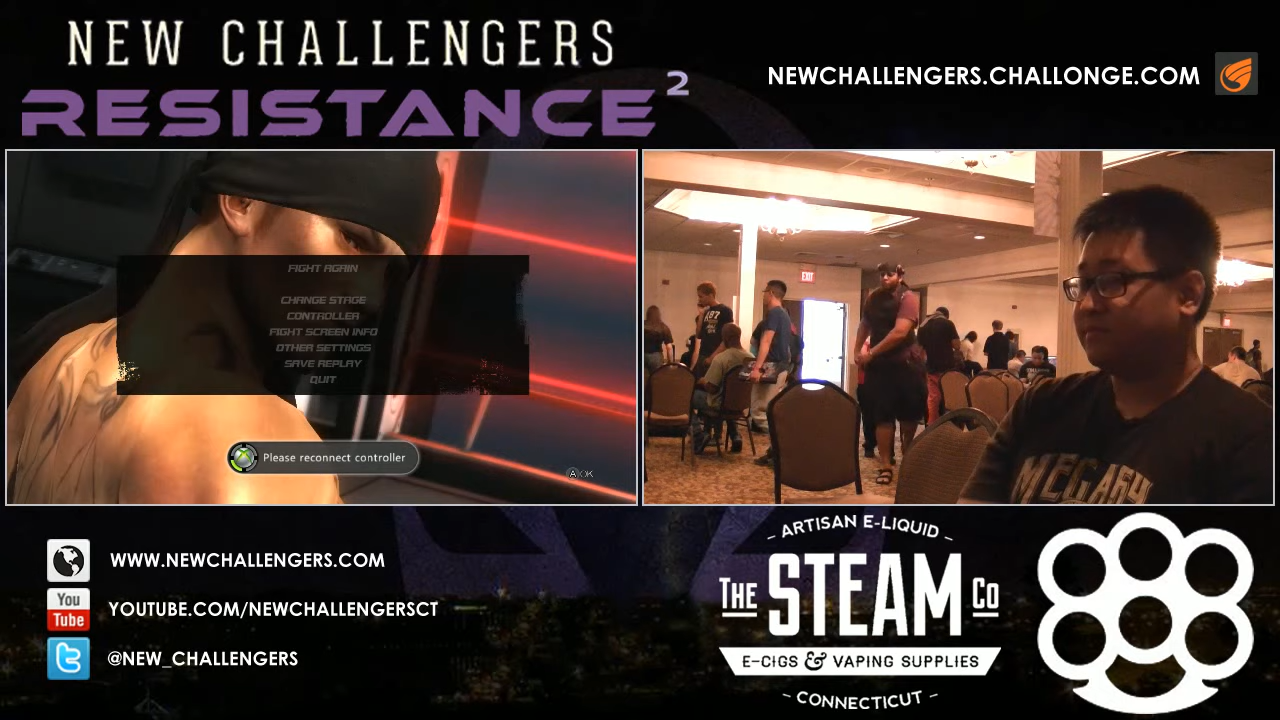 NEW CHALLENGERS
RESISTANCE 2
NEWCHALLENGERS.CHALLONGE.COM
FIGHT AGAIN
CHANGE STAGE
CONTROLLER
FIGHT SCREEN INFO
OTHER SETTINGS
SAVE REPLAY
QUIT
Please reconnect controller
A OK
EXIT
WWW.NEWCHALLENGERS.COM
You Tube
YOUTUBE.COM/NEWCHALLENGERSCT
@NEW_CHALLENGERS
- ARTISAN E-LIQUID -
THE STEAM CO
E-CIGS & VAPING SUPPLIES
- CONNECTICUT -